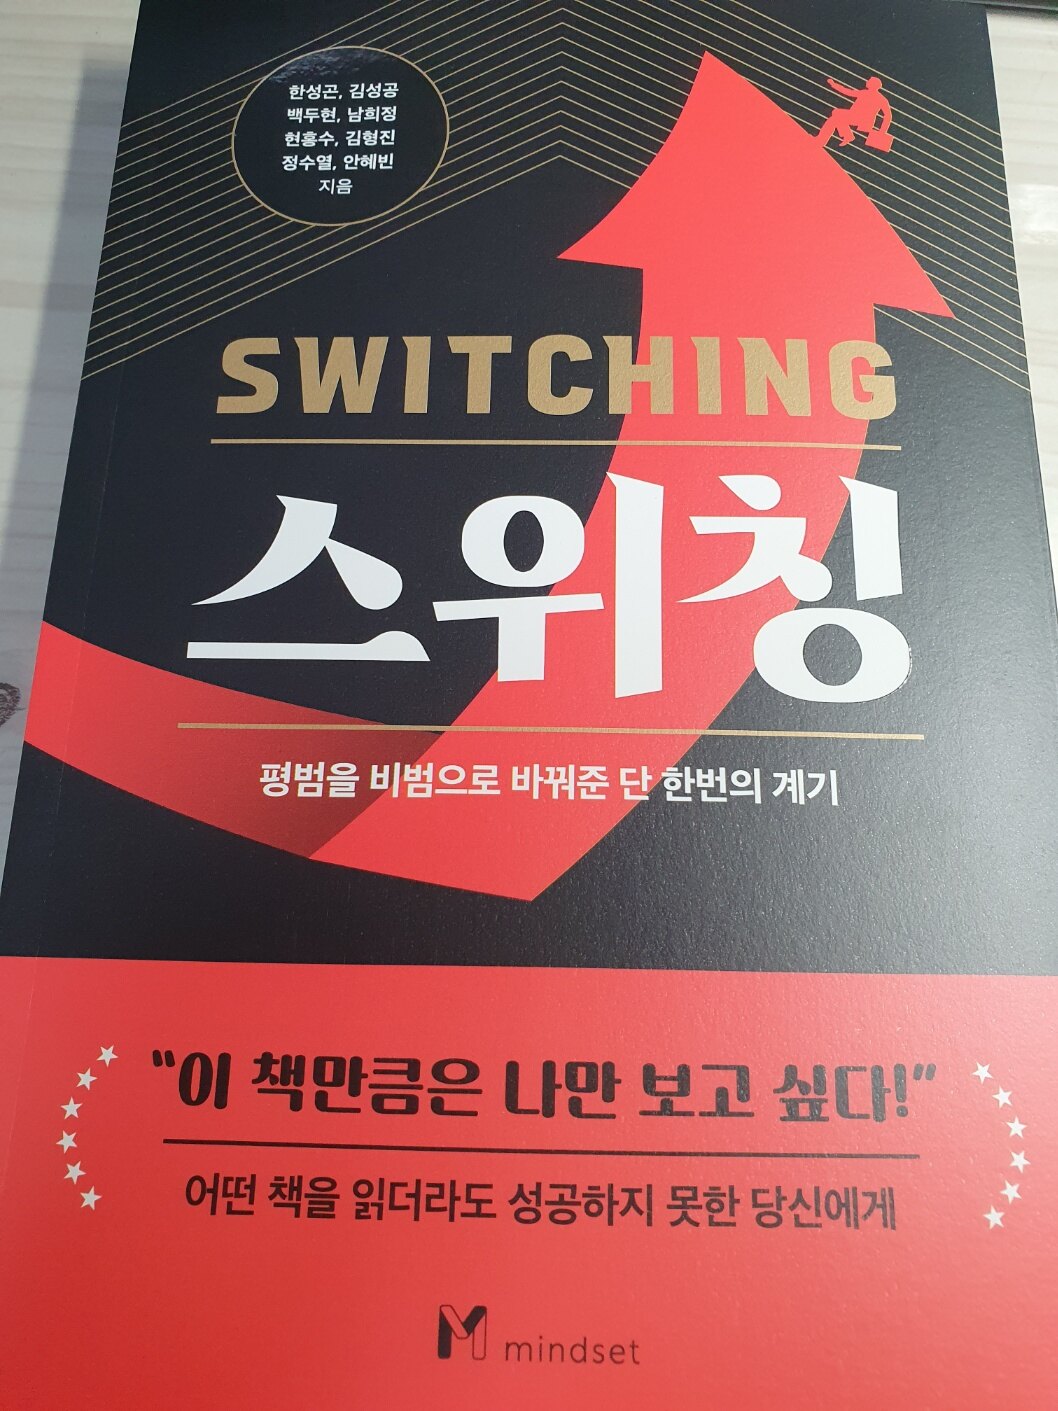 한성곤, 김성공
백두현, 남희정
현흥수, 김형진
정수열, 안혜빈
지음
SWITCHING
스위칭
평범을 비범으로 바꿔준 단 한번의 계기
“이 책만큼은 나만 보고 싶다!”
어떤 책을 읽더라도 성공하지 못한 당신에게
M mindset